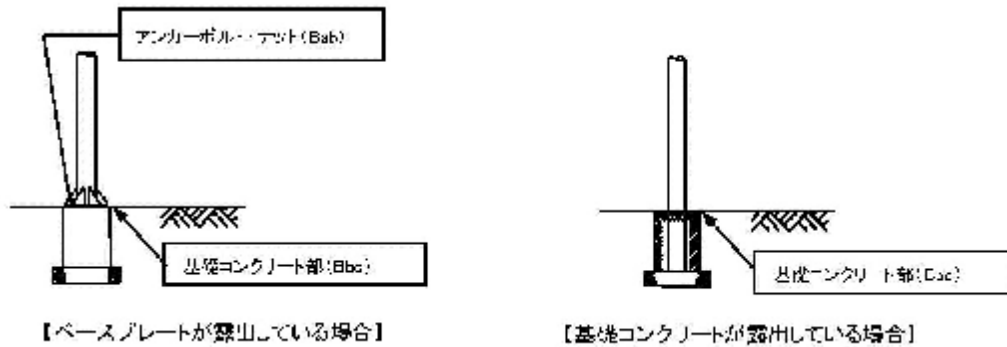 アンカーボルト・ナット(Bab)
基礎コンクリート部(Bbc)
基礎コンクリート部(Bbc)
【ベースプレートが露出している場合】
【基礎コンクリートが露出している場合】